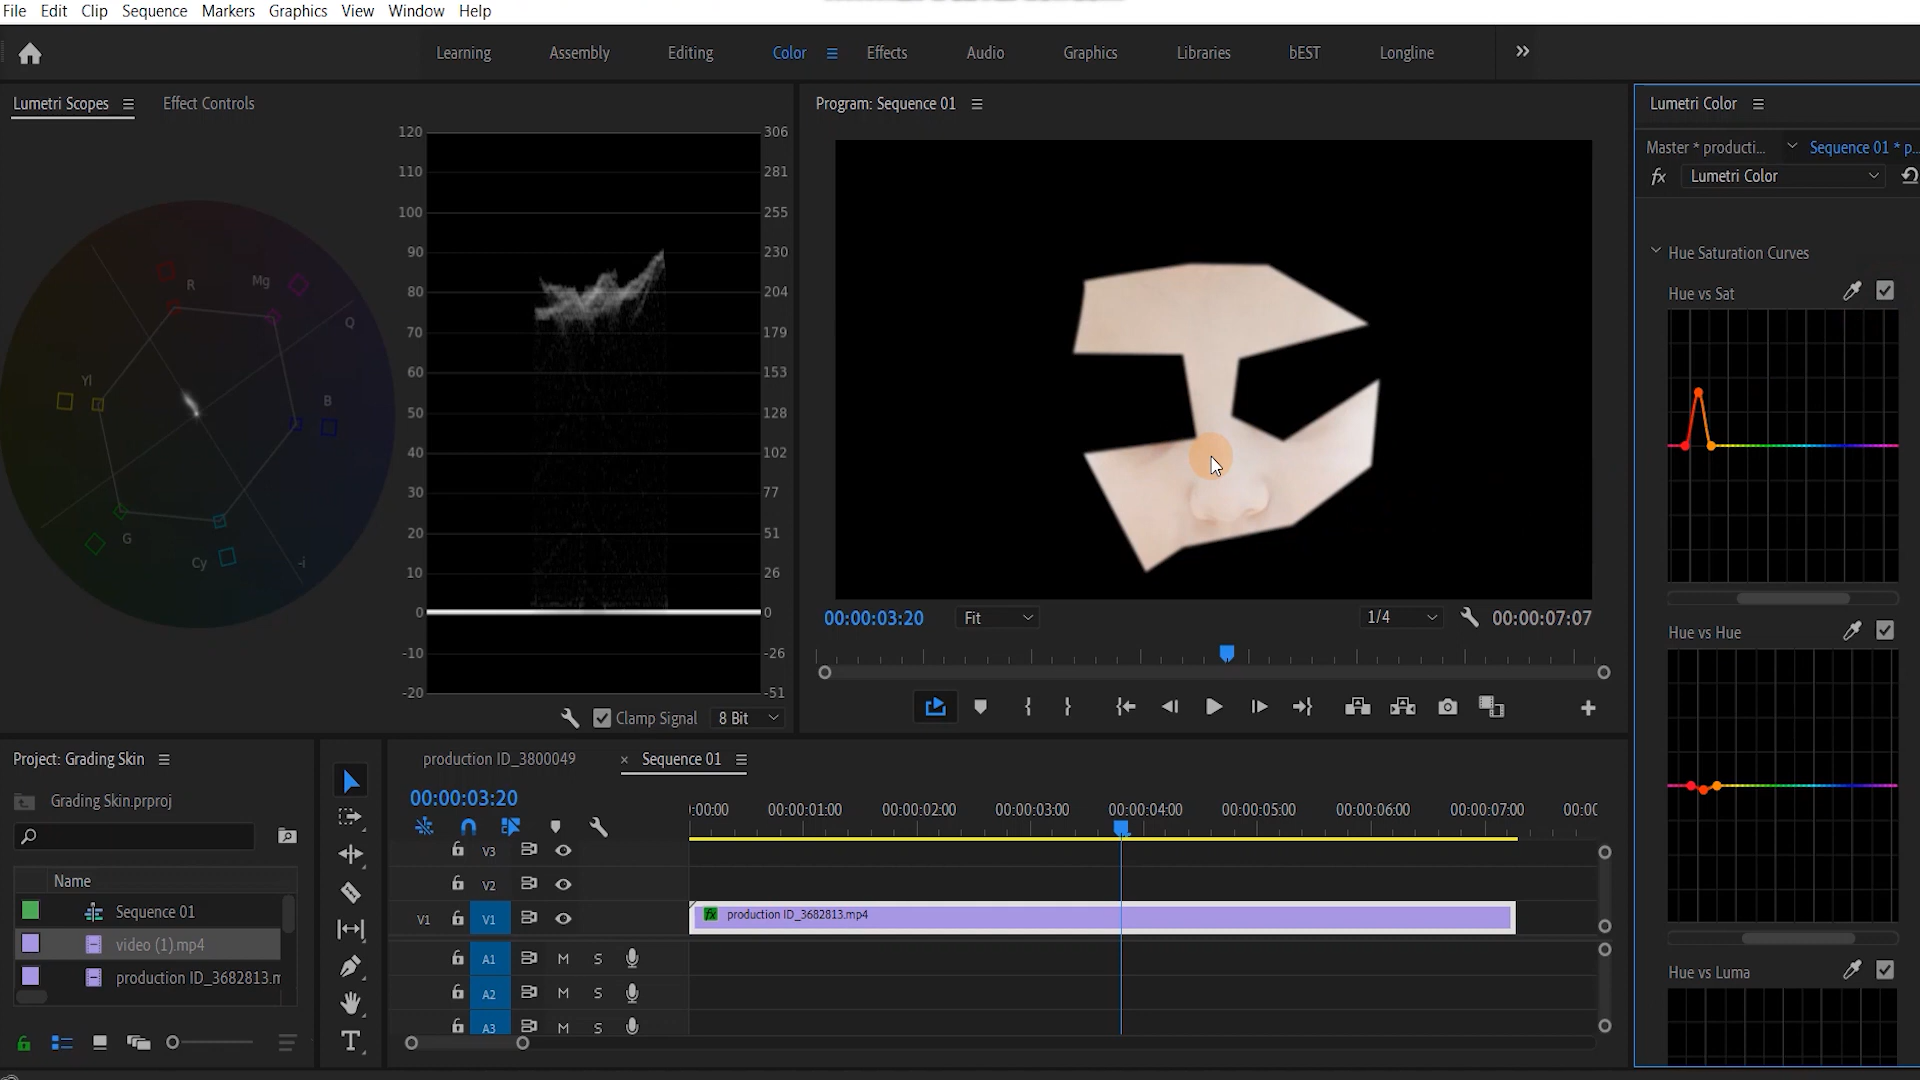 File Edit Clip Sequence Markers Graphics View Window Help
Learning Assembly Editing Color Effects Audio Graphics Libraries bEST Longline
Lumetri Scopes Effect Controls
R Mg Q B -i Cy G Yl
120 306
110 281
100 255
90 230
80 204
70 179
60 153
50 128
40 102
30 77
20 51
10 26
0 0
-10 -26
-20 -51
Clamp Signal 8 Bit
Program: Sequence 01
00:00:03:20 Fit 1/4 00:00:07:07
Lumetri Color
Master * producti... Sequence 01 * p...
fx Lumetri Color
Hue Saturation Curves
Hue vs Sat
Hue vs Hue
Hue vs Luma
Project: Grading Skin
Grading Skin.prproj
Name
Sequence 01
video (1).mp4
production ID_3682813.m
T
production ID_3800049 × Sequence 01
00:00:03:20
:00:00 00:00:01:00 00:00:02:00 00:00:03:00 00:00:04:00 00:00:05:00 00:00:06:00 00:00:07:00 00:00
V3
V2
V1 V1 fx production ID_3682813.mp4
A1 M S
A2 M S
A3 M S